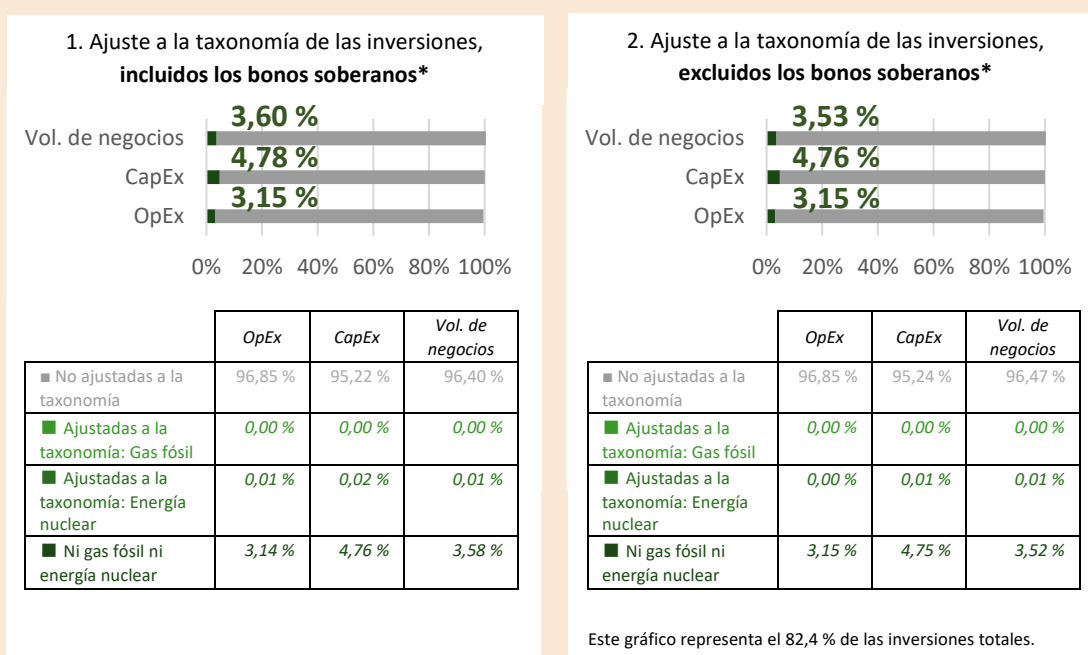 1. Ajuste a la taxonomía de las inversiones,
incluidos los bonos soberanos*
3,60 %
Vol. de negocios
4,78 %
CapEx
3,15 %
OpEx
0% 20% 40% 60% 80% 100%
OpEx CapEx Vol. de
negocios
■ No ajustadas a la 96,85 % 95,22 % 96,40 %
taxonomía
■ Ajustadas a la 0,00 % 0,00 % 0,00 %
taxonomía: Gas fósil
■ Ajustadas a la 0,01 % 0,02 % 0,01 %
taxonomía: Energía
nuclear
■ Ni gas fósil ni 3,14 % 4,76 % 3,58 %
energía nuclear
2. Ajuste a la taxonomía de las inversiones,
excluidos los bonos soberanos*
3,53 %
Vol. de negocios
4,76 %
CapEx
3,15 %
OpEx
0% 20% 40% 60% 80% 100%
OpEx CapEx Vol. de
negocios
■ No ajustadas a la 96,85 % 95,24 % 96,47 %
taxonomía
■ Ajustadas a la 0,00 % 0,00 % 0,00 %
taxonomía: Gas fósil
■ Ajustadas a la 0,00 % 0,01 % 0,01 %
taxonomía: Energía
nuclear
■ Ni gas fósil ni 3,15 % 4,75 % 3,52 %
energía nuclear
Este gráfico representa el 82,4 % de las inversiones totales.